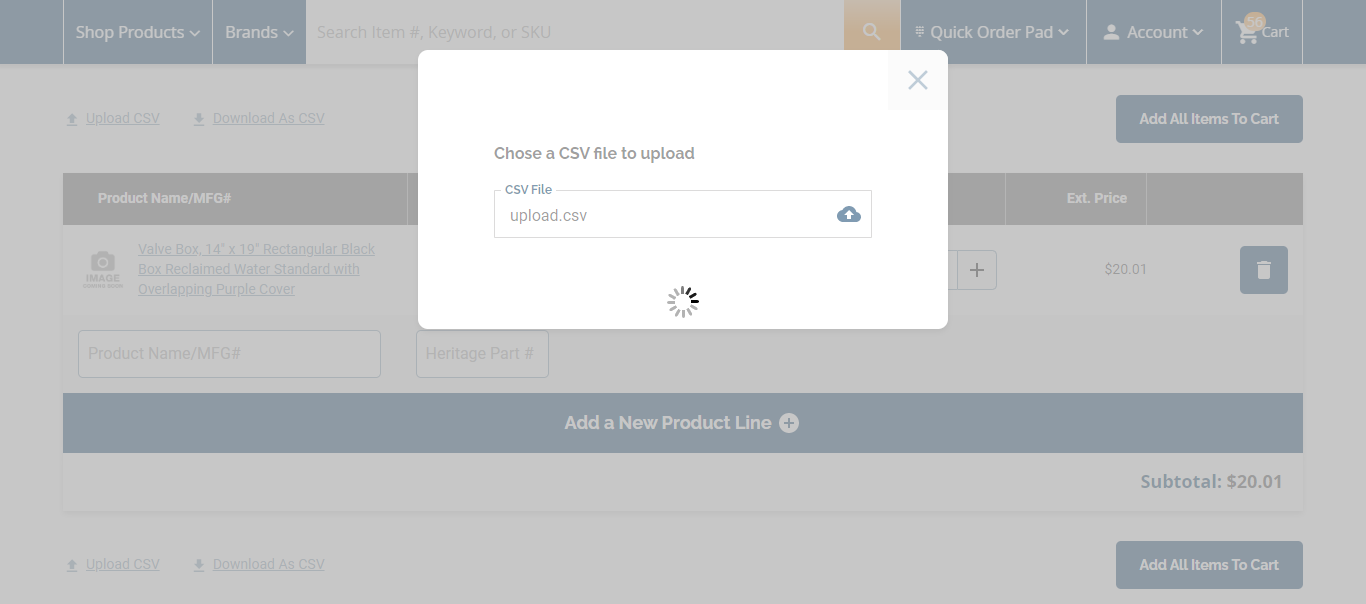 Shop Products
Brands
Search Item #, Keyword, or SKU
Quick Order Pad
Account
56
Cart
Upload CSV
Download As CSV
Add All Items To Cart
Chose a CSV file to upload
CSV File
upload.csv
Product Name/MFG#
Ext. Price
IMAGE
COMING SOON
Valve Box, 14" x 19" Rectangular Black
Box Reclaimed Water Standard with
Overlapping Purple Cover
$20.01
Product Name/MFG#
Heritage Part #
Add a New Product Line
Subtotal: $20.01
Upload CSV
Download As CSV
Add All Items To Cart